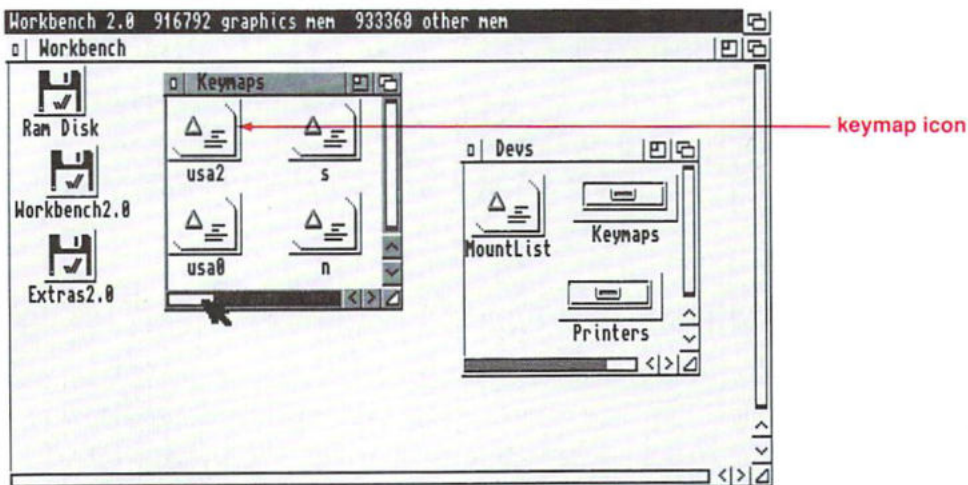 Workbench 2.0 916792 graphics mem 933360 other mem
Workbench
Ram Disk
Workbench2.0
Extras2.0
Keymaps
usa2
s
usa0
n
keymap icon
Devs
MountList
Keymaps
Printers